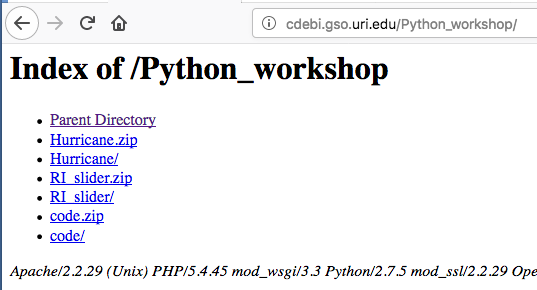 cdebi.gso.uri.edu/Python_workshop/
Index of /Python_workshop
Parent Directory
Hurricane.zip
Hurricane/
RI_slider.zip
RI_slider/
code.zip
code/
Apache/2.2.29 (Unix) PHP/5.4.45 mod_wsgi/3.3 Python/2.7.5 mod_ssl/2.2.29 Ope